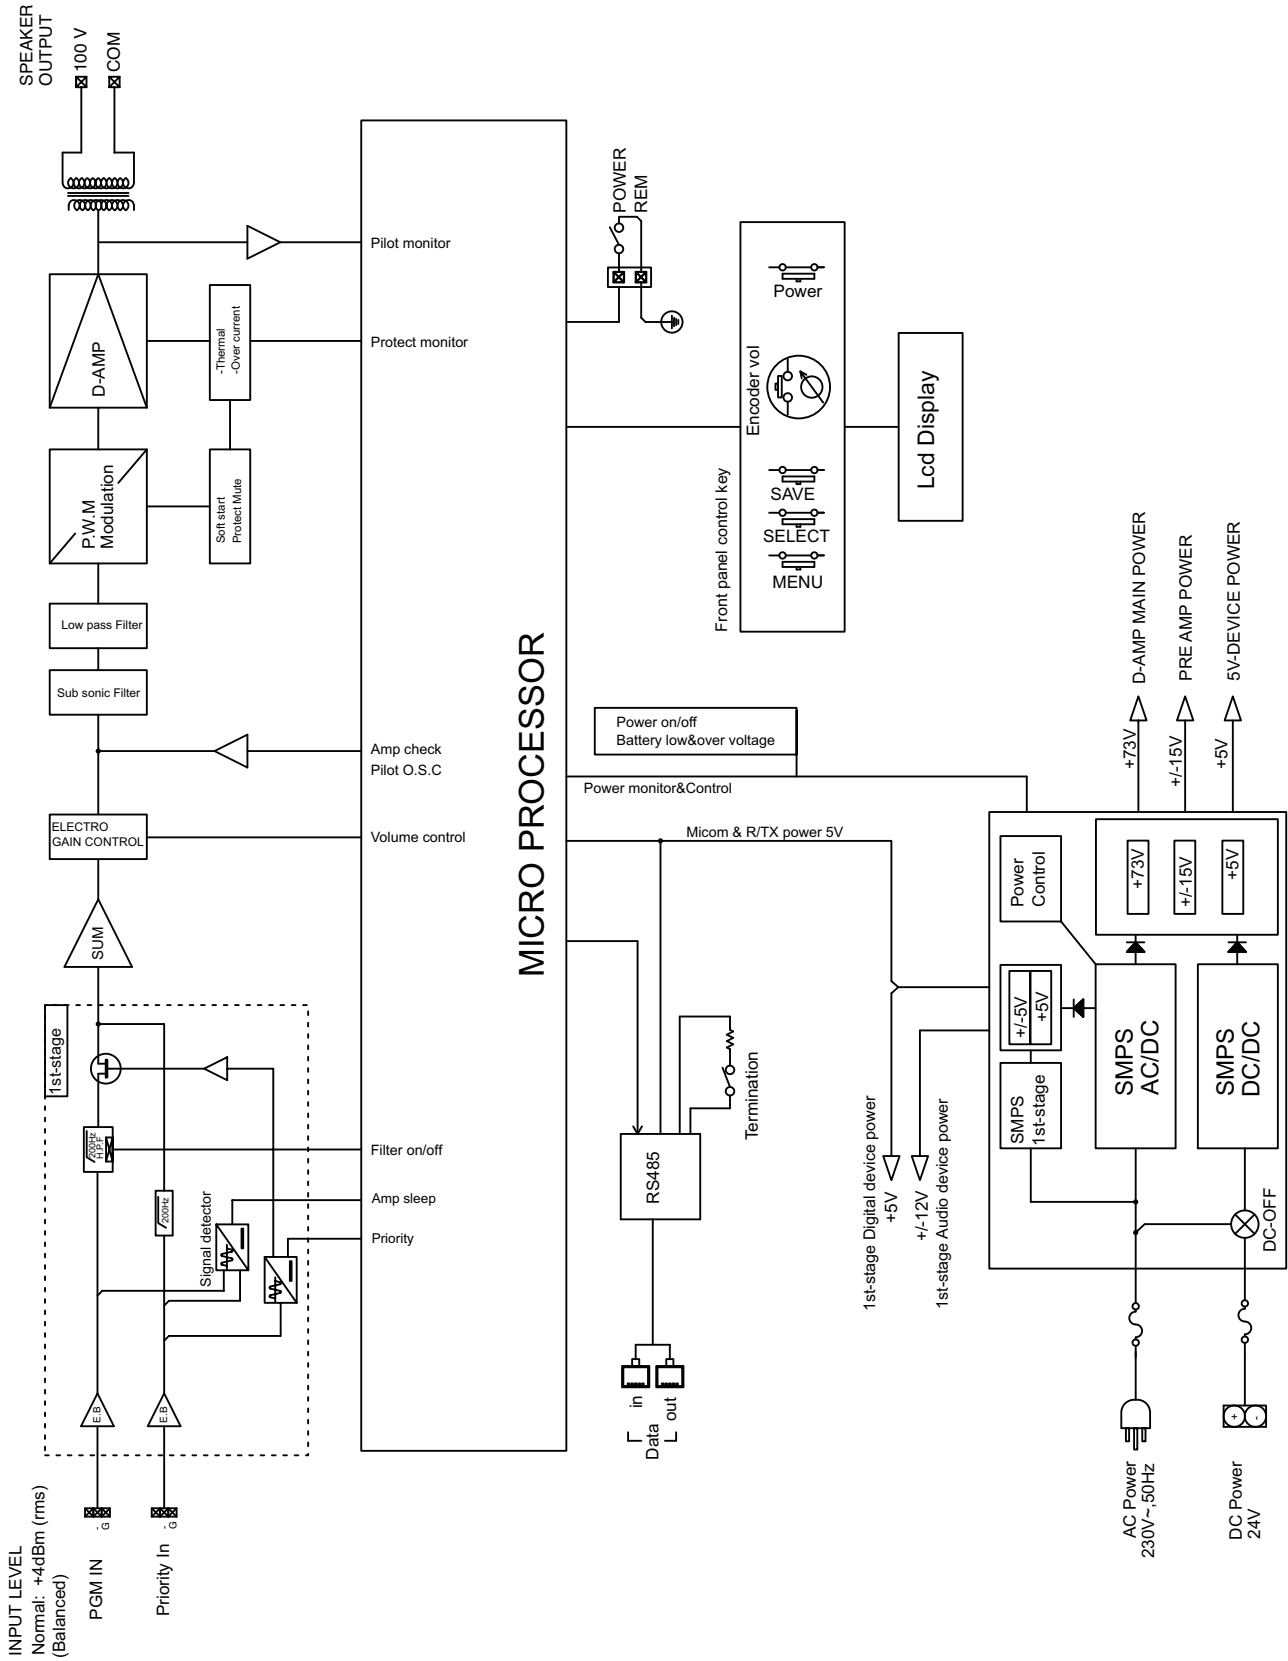 INPUT LEVEL
Normal: +4dBm (rms)
(Balanced)
PGM IN
-
G
Priority In
-
G
E.B
E.B
1st-stage
/200Hz
H.P.F
/200Hz
Signal detector
SUM
ELECTRO
GAIN CONTROL
Sub sonic Filter
Low pass Filter
P.W.M
Modulation
D-AMP
Soft start
Protect Mute
-Thermal
-Over current
SPEAKER
OUTPUT
100 V
COM
Priority
Amp sleep
Filter on/off
Volume control
Amp check
Pilot O.S.C
Protect monitor
Pilot monitor
MICRO PROCESSOR
POWER
REM
Front panel control key
MENU
SELECT
SAVE
Encoder vol
Power
Lcd Display
Power on/off
Battery low&over voltage
Power monitor&Control
Micom & R/TX power 5V
Data
in
out
RS485
Termination
1st-stage Digital device power
+5V
+/-12V
1st-stage Audio device power
AC Power
230V~,50Hz
DC Power
24V
+
-
DC-OFF
SMPS
1st-stage
+/-5V
+5V
Power
Control
SMPS
AC/DC
SMPS
DC/DC
+73V
+/-15V
+5V
+73V
+/-15V
+5V
D-AMP MAIN POWER
PRE AMP POWER
5V-DEVICE POWER